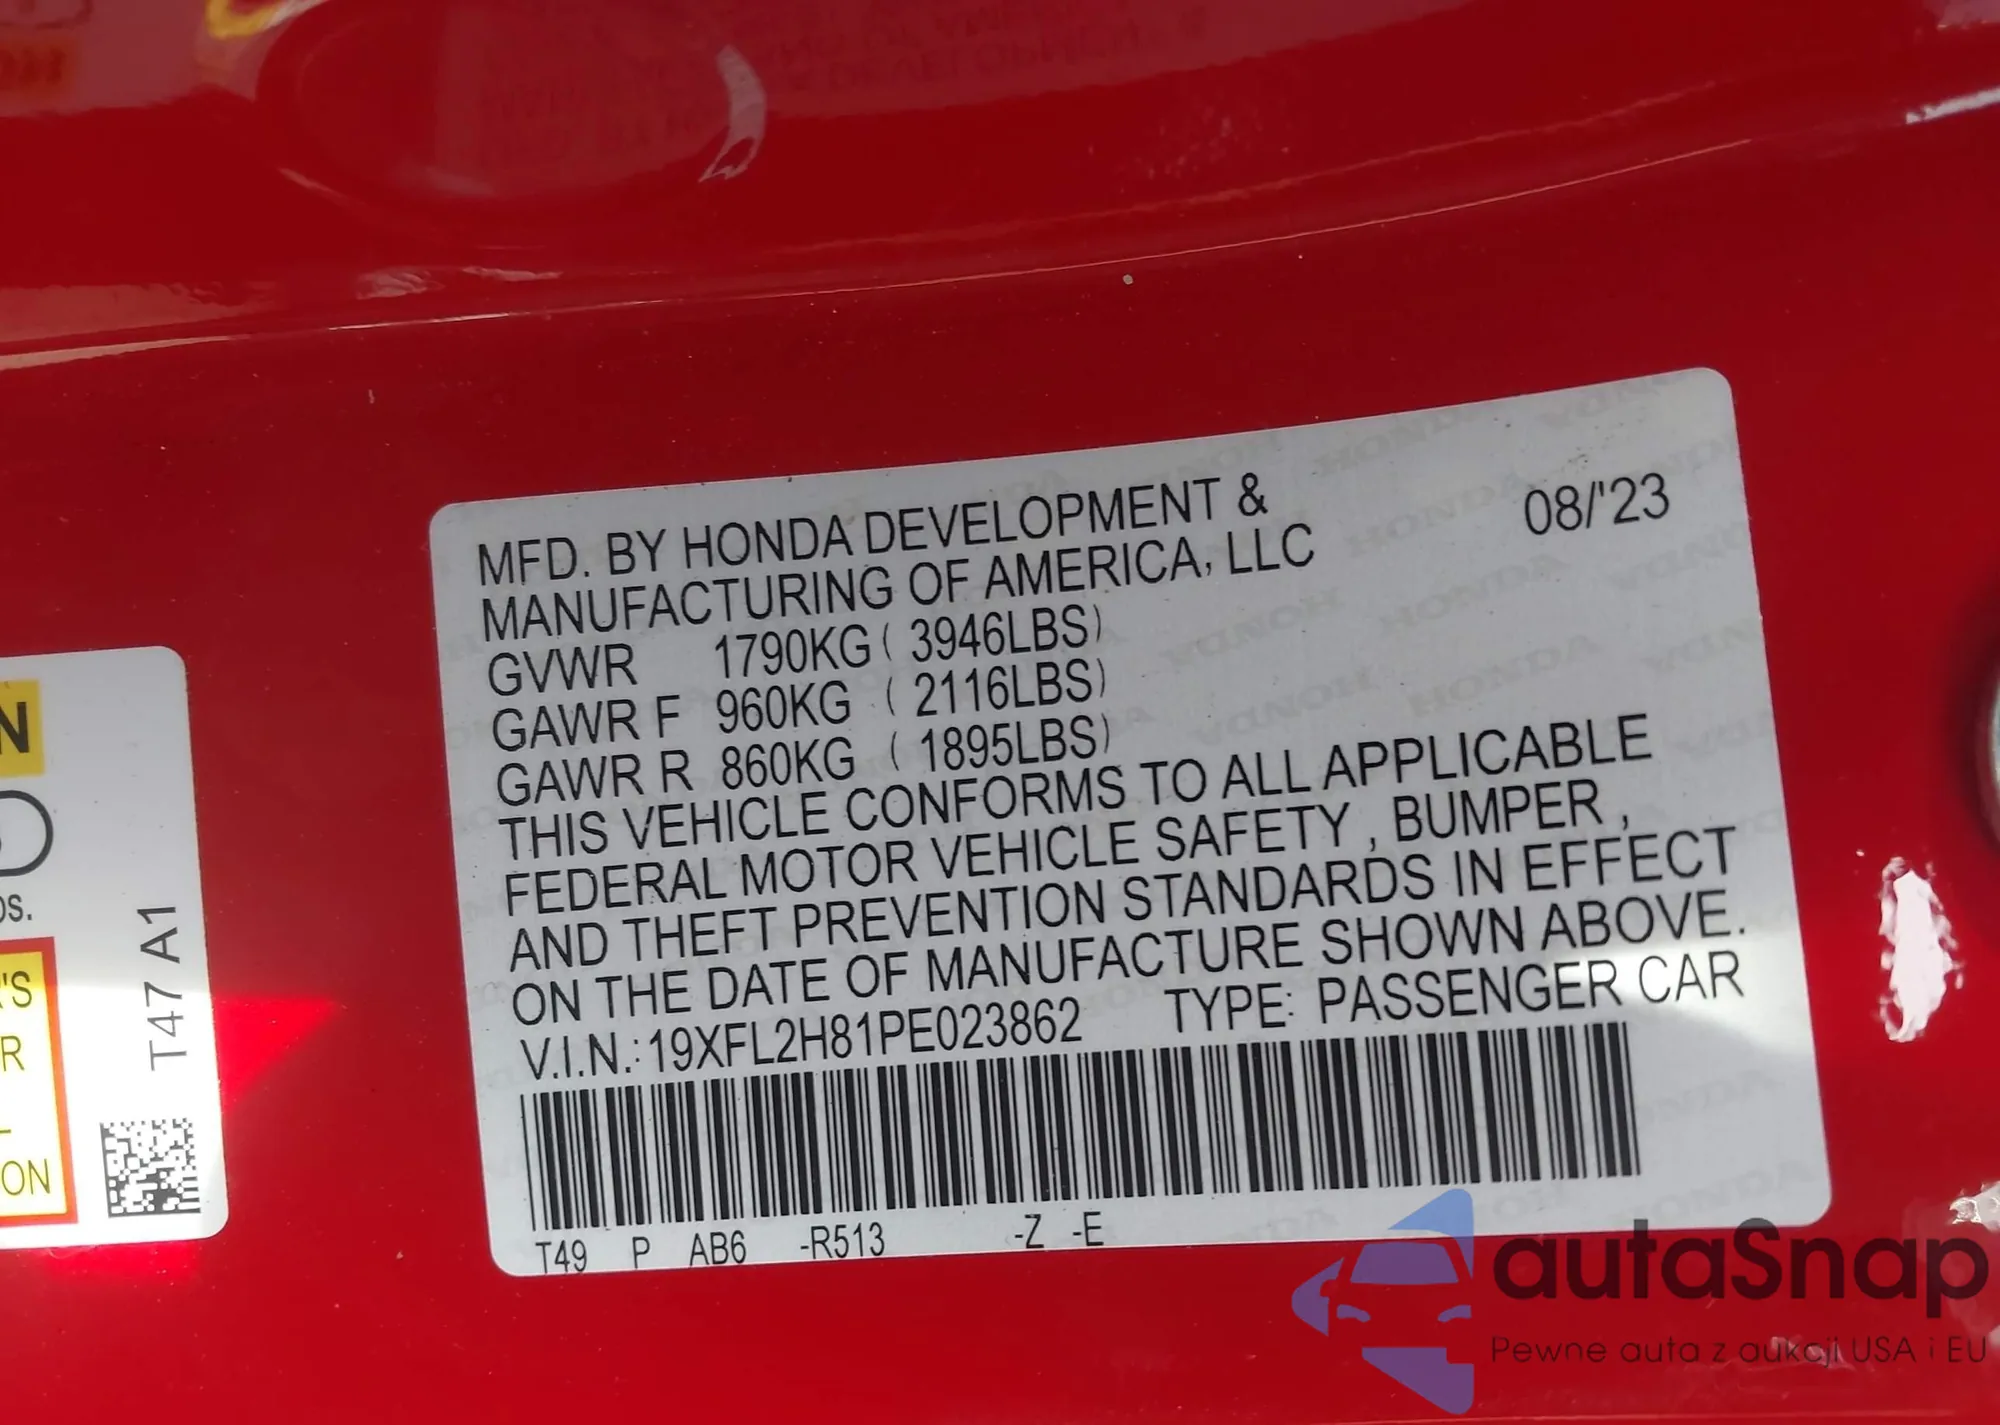 MFD. BY HONDA DEVELOPMENT &
MANUFACTURING OF AMERICA, LLC
08/'23
GVWR 1790KG ( 3946LBS)
GAWR F 960KG ( 2116LBS)
GAWR R 860KG ( 1895LBS)
THIS VEHICLE CONFORMS TO ALL APPLICABLE
FEDERAL MOTOR VEHICLE SAFETY , BUMPER ,
AND THEFT PREVENTION STANDARDS IN EFFECT
ON THE DATE OF MANUFACTURE SHOWN ABOVE.
V.I.N.: 19XFL2H81PE023862 TYPE: PASSENGER CAR
T49 P AB6 -R513 -Z -E
T47 A1
autaSnap
Pewne auta z aukcji USA i EU